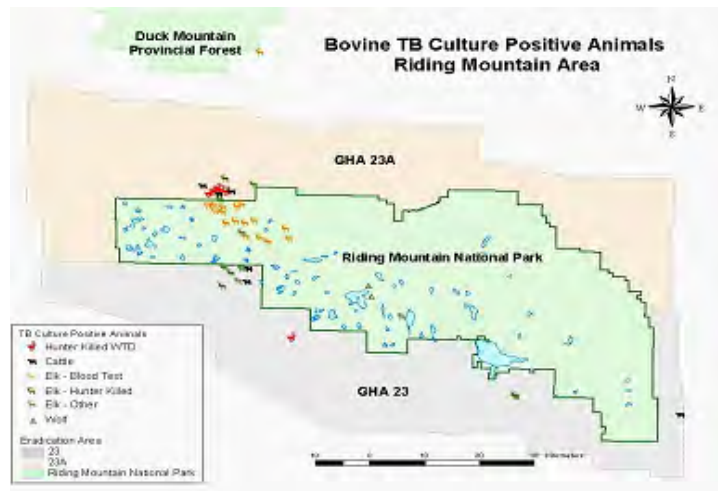 Duck Mountain
Provincial Forest
Bovine TB Culture Positive Animals
Riding Mountain Area
N
W
E
S
GHA 23A
Riding Mountain National Park
GHA 23
TB Culture Positive Animals
Hunter Killed WTD
Cattle
Elk - Blood Test
Elk - Hunter Killed
Elk - Other
Wolf
Eradication Area
23
23A
Riding Mountain National Park
10
0
10
20